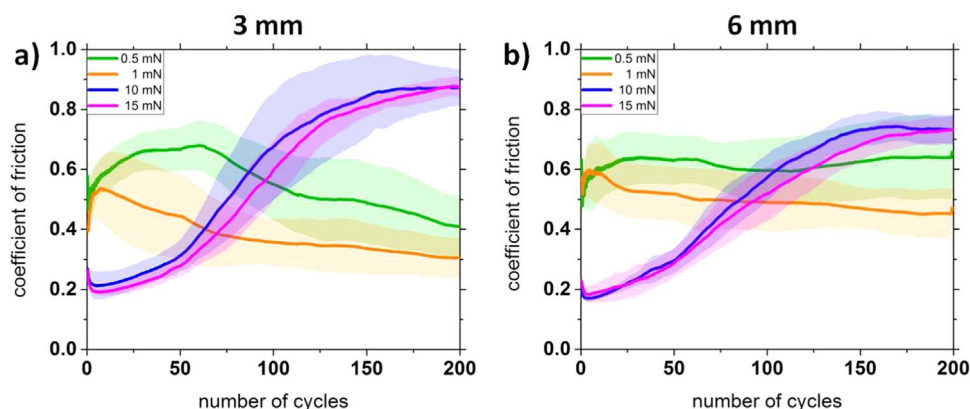 3 mm
a)
1.0
0.8
0.6
0.4
0.2
0.0
coefficient of friction
0.5 mN
1 mN
10 mN
15 mN
0
50
100
150
200
number of cycles
6 mm
b)
1.0
0.8
0.6
0.4
0.2
0.0
coefficient of friction
0.5 mN
1 mN
10 mN
15 mN
0
50
100
150
200
number of cycles